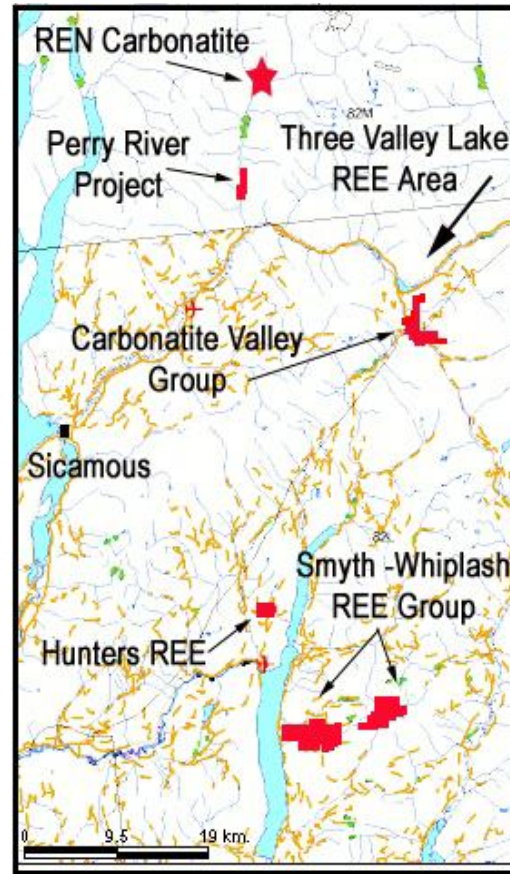 REN Carbonatite
82M
Perry River
Project
Three Valley Lake
REE Area
Carbonatite Valley
Group
Sicamous
82L
Smyth -Whiplash
REE Group
Hunters REE
0 9.5 19 km.